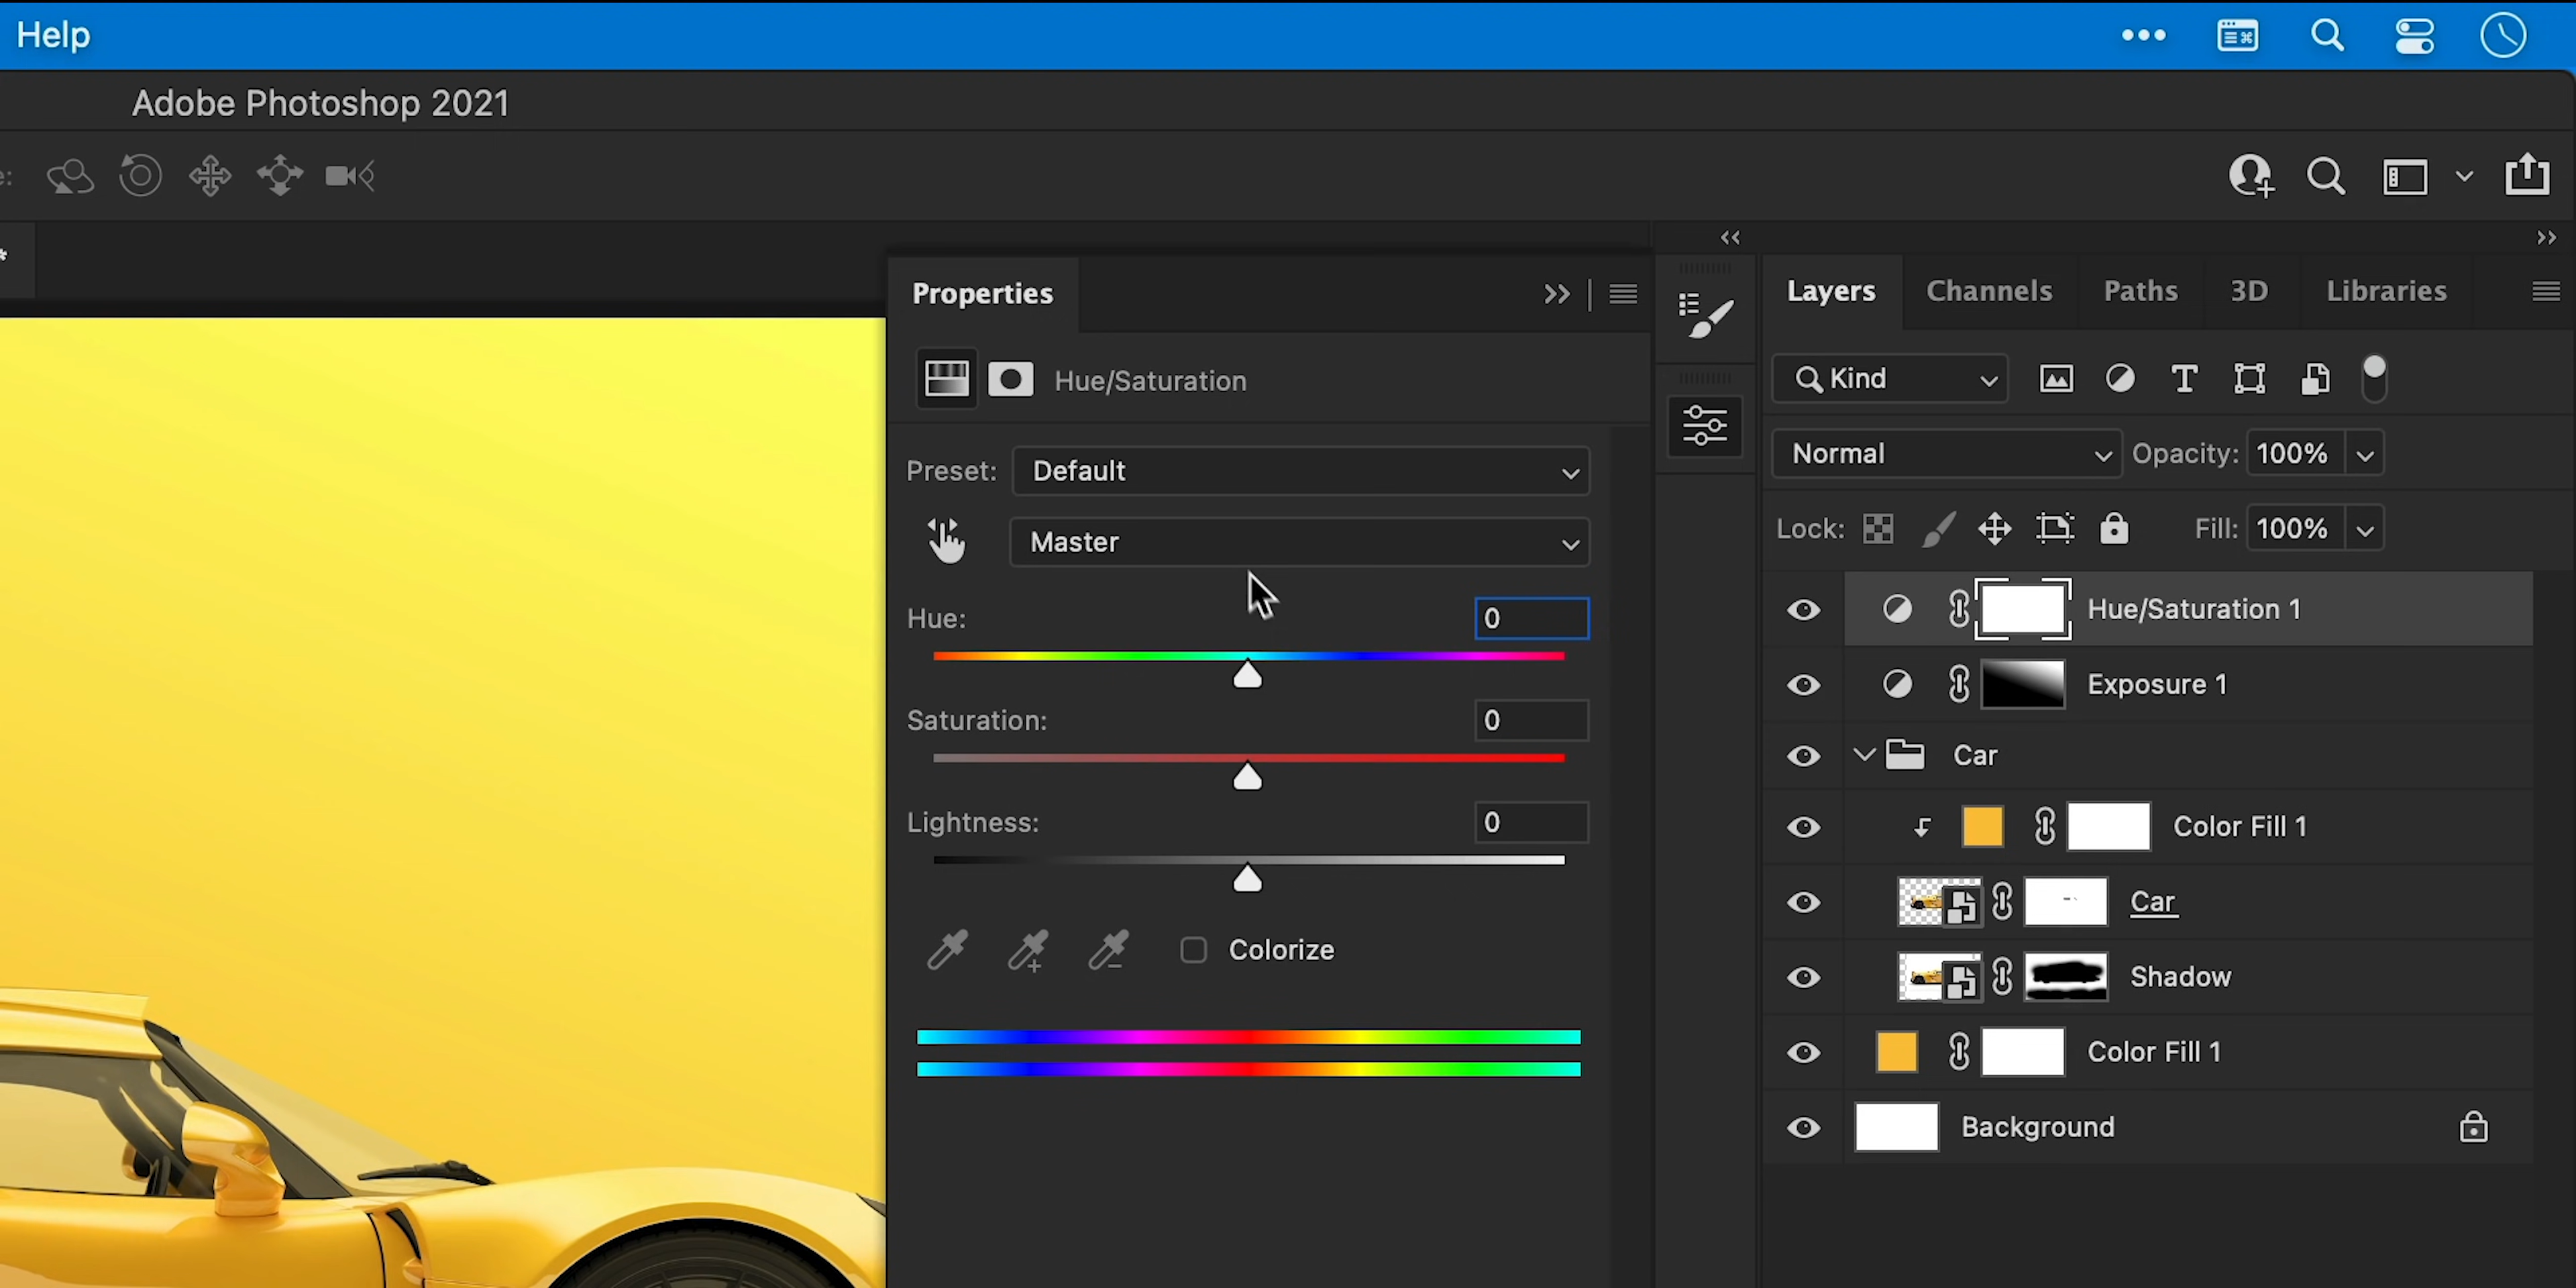 Help
Adobe Photoshop 2021
e:
*
Properties
Hue/Saturation
Preset: Default
Master
Hue: 0
Saturation: 0
Lightness: 0
Colorize
Layers Channels Paths 3D Libraries
Kind
Normal Opacity: 100%
Lock: Fill: 100%
Hue/Saturation 1
Exposure 1
Car
Color Fill 1
Car
Shadow
Color Fill 1
Background